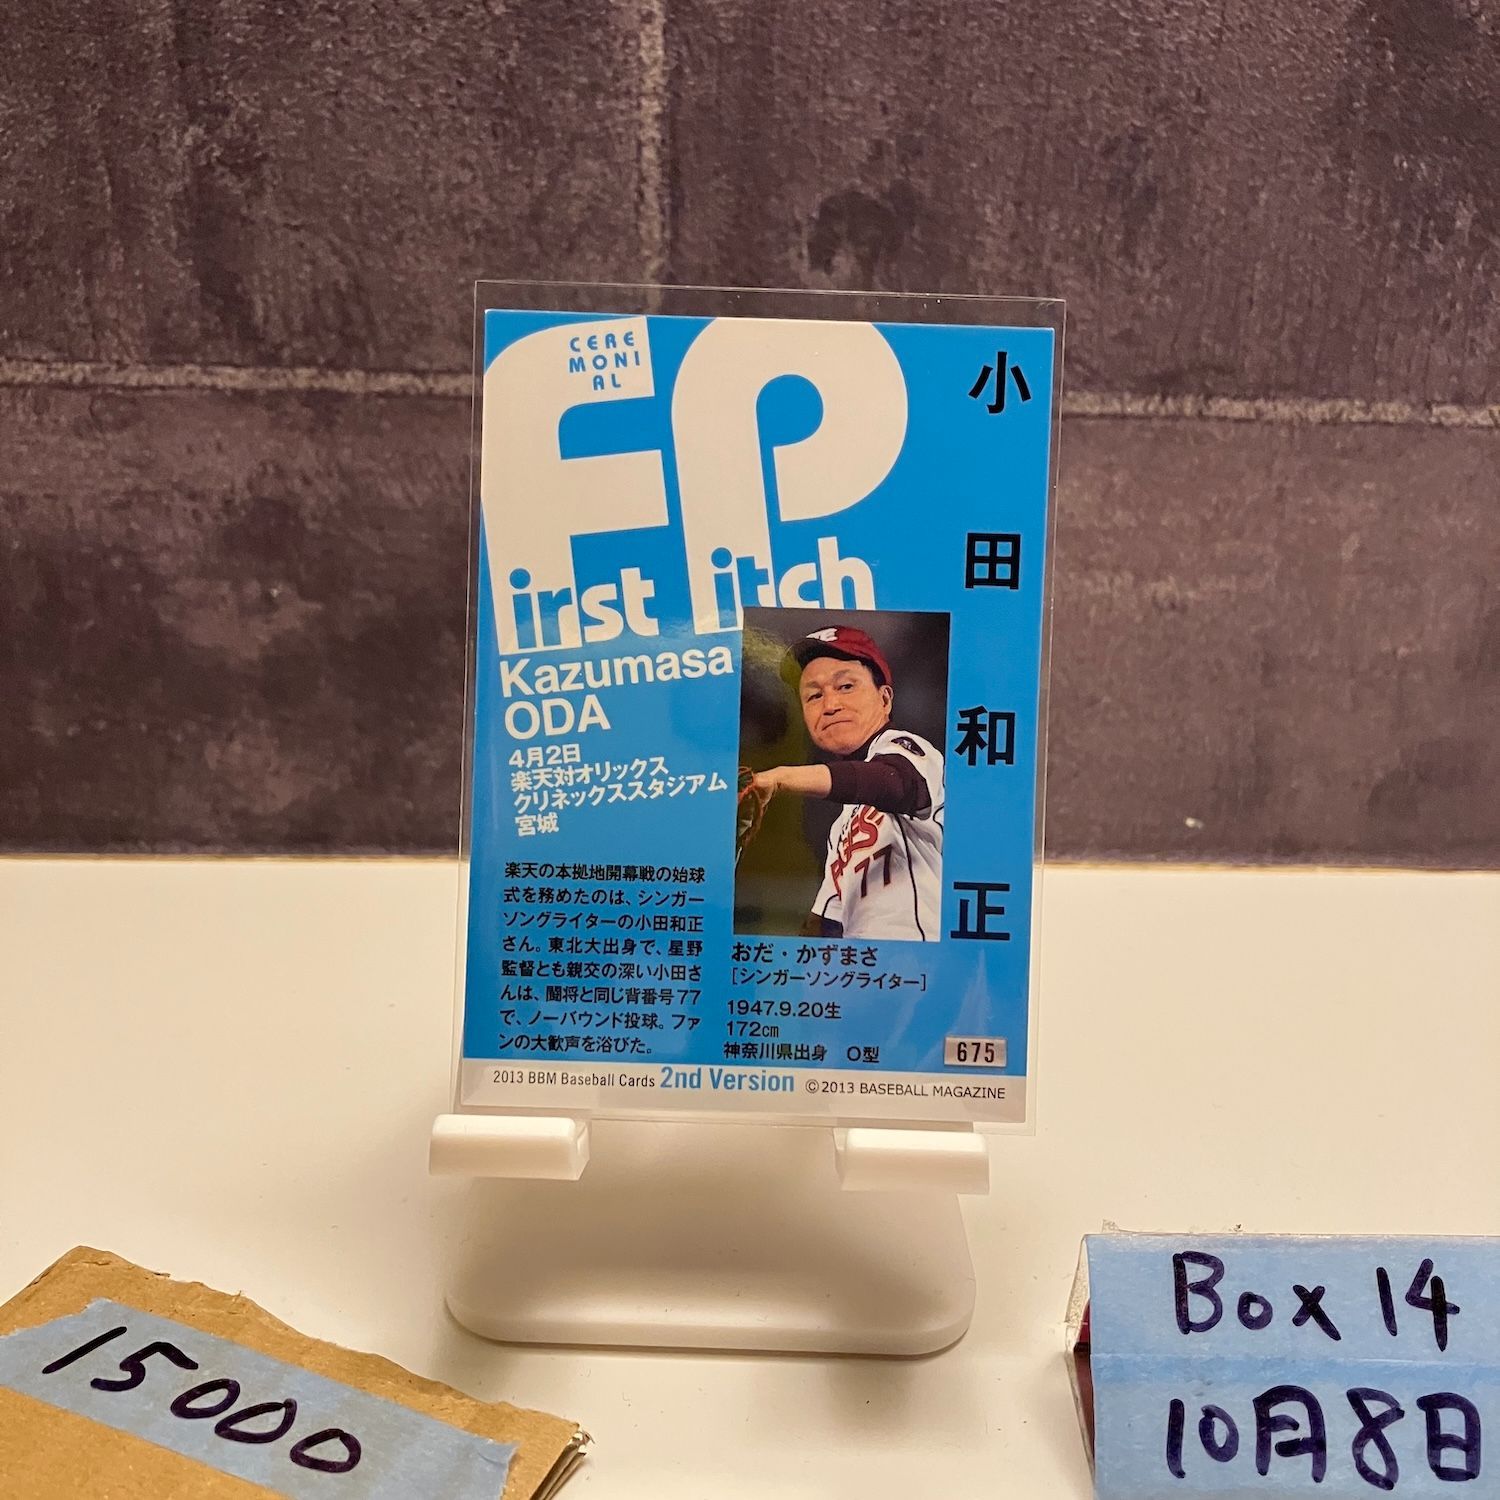 CERE
MONI
AL
First Pitch
Kazumasa
ODA
4月2日
楽天対オリックス
クリネックススタジアム
宮城
小田和正
77
楽天の本拠地開幕戦の始球
式を務めたのは、シンガー
ソングライターの小田和正
さん。東北大出身で、星野
監督とも親交の深い小田さ
んは、闘将と同じ背番号77
で、ノーバウンド投球。ファ
ンの大歓声を浴びた。
おだ・かずまさ
[シンガーソングライター]
1947.9.20生
172cm
神奈川県出身 O型
675
2013 BBM Baseball Cards 2nd Version ©2013 BASEBALL MAGAZINE
15000
Box 14
10月8日